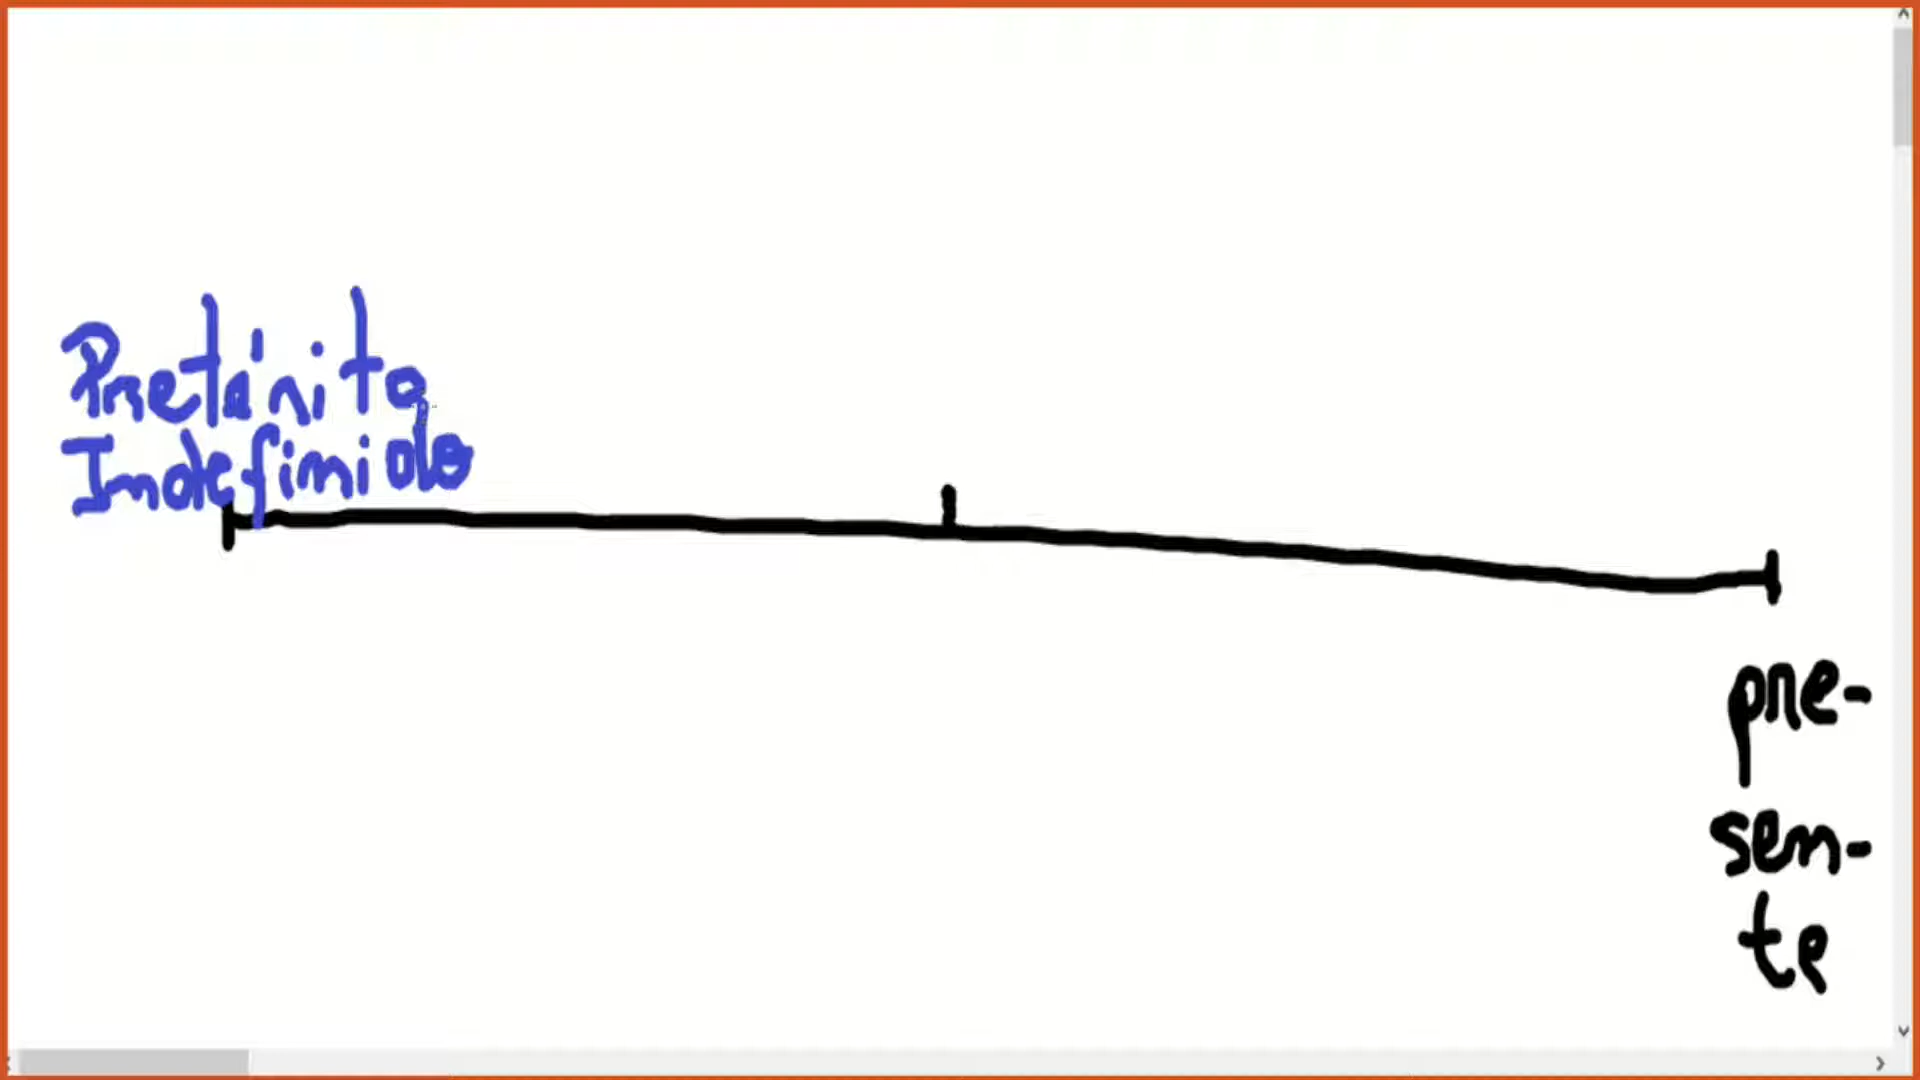 Pretérito
Indefinido
pre-
sen-
te